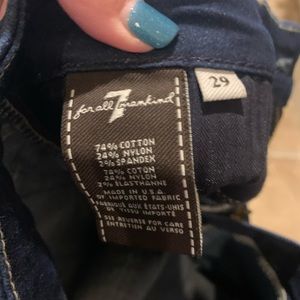 7
for all mankind
29
74% COTTON
24% NYLON
2% SPANDEX
74% COTON
24% NYLON
2% ELASTHANNE
MADE IN U.S.A.
OF IMPORTED FABRIC
FABRIQUÉ AUX ÉTATS-UNIS
DE TISSU IMPORTÉ
SEE REVERSE FOR CARE
ENTRETIEN AU VERSO